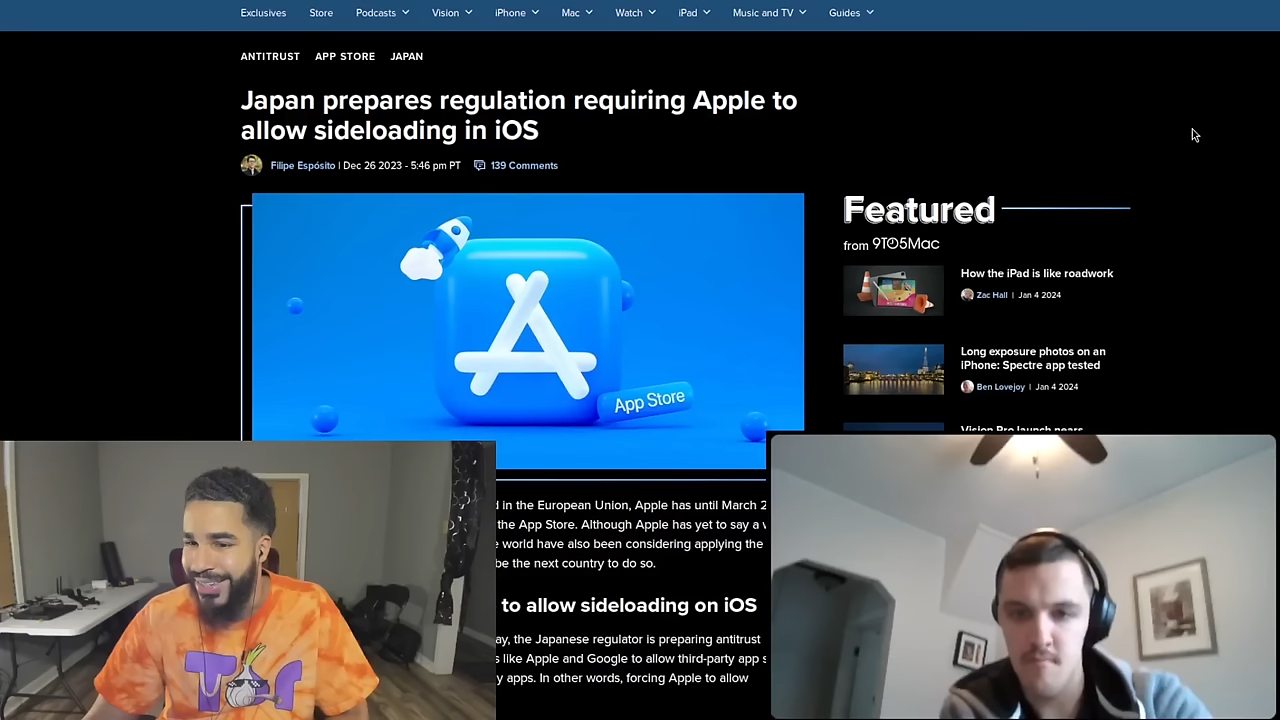 Exclusives Store Podcasts Vision iPhone Mac Watch iPad Music and TV Guides
ANTITRUST APP STORE JAPAN
Japan prepares regulation requiring Apple to
allow sideloading in iOS
Filipe Espósito | Dec 26 2023 - 5:46 pm PT 139 Comments
App Store
in the European Union, Apple has until March 2
the App Store. Although Apple has yet to say a
world have also been considering applying the
be the next country to do so.
to allow sideloading on iOS
ay, the Japanese regulator is preparing antitrust
s like Apple and Google to allow third-party app s
y apps. In other words, forcing Apple to allow
Featured
from 9TO5Mac
How the iPad is like roadwork
Zac Hall | Jan 4 2024
Long exposure photos on an
iPhone: Spectre app tested
Ben Lovejoy | Jan 4 2024
Vision Pro launch nears
TOR